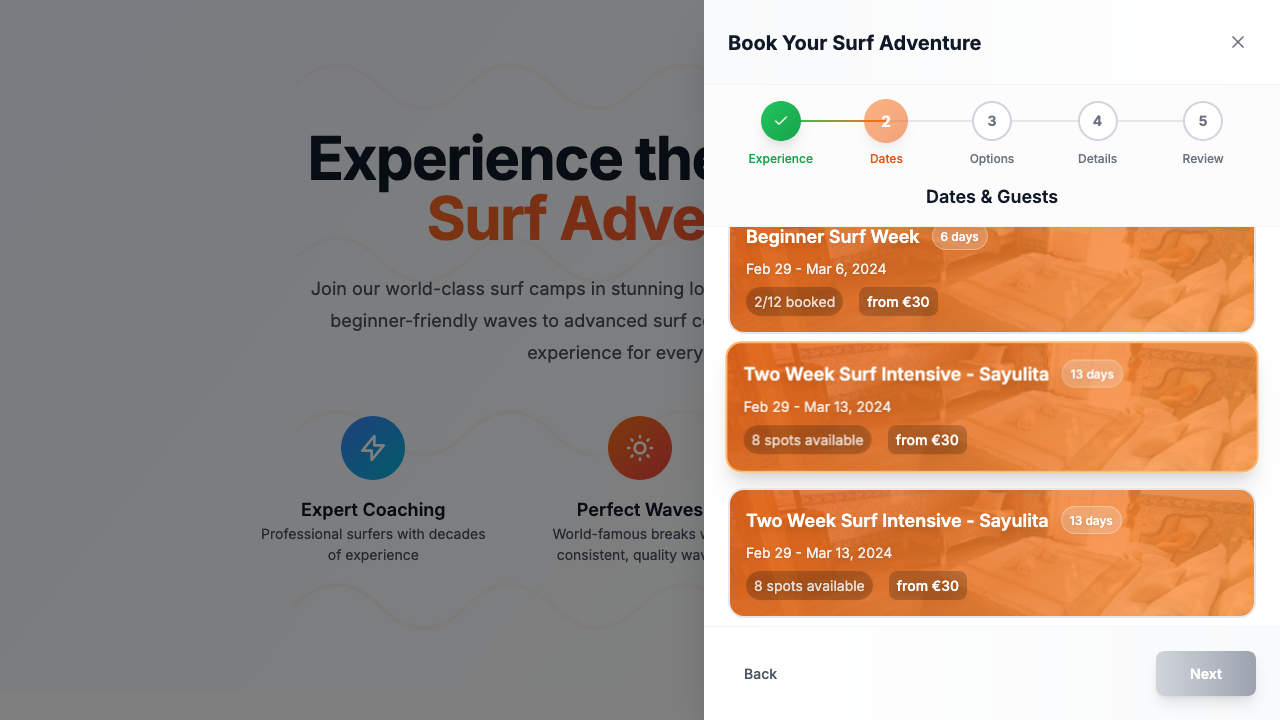 Book Your Surf Adventure
2
3
4
5
Experience
Dates
Options
Details
Review
Dates & Guests
Beginner Surf Week
6 days
Feb 29 - Mar 6, 2024
2/12 booked
from €30
Two Week Surf Intensive - Sayulita
13 days
Feb 29 - Mar 13, 2024
8 spots available
from €30
Two Week Surf Intensive - Sayulita
13 days
Feb 29 - Mar 13, 2024
8 spots available
from €30
Back
Next
Experience the
Surf Adve
Join our world-class surf camps in stunning lo
beginner-friendly waves to advanced surf c
experience for every
Expert Coaching
Professional surfers with decades
of experience
Perfect Waves
World-famous breaks
consistent, quality wav